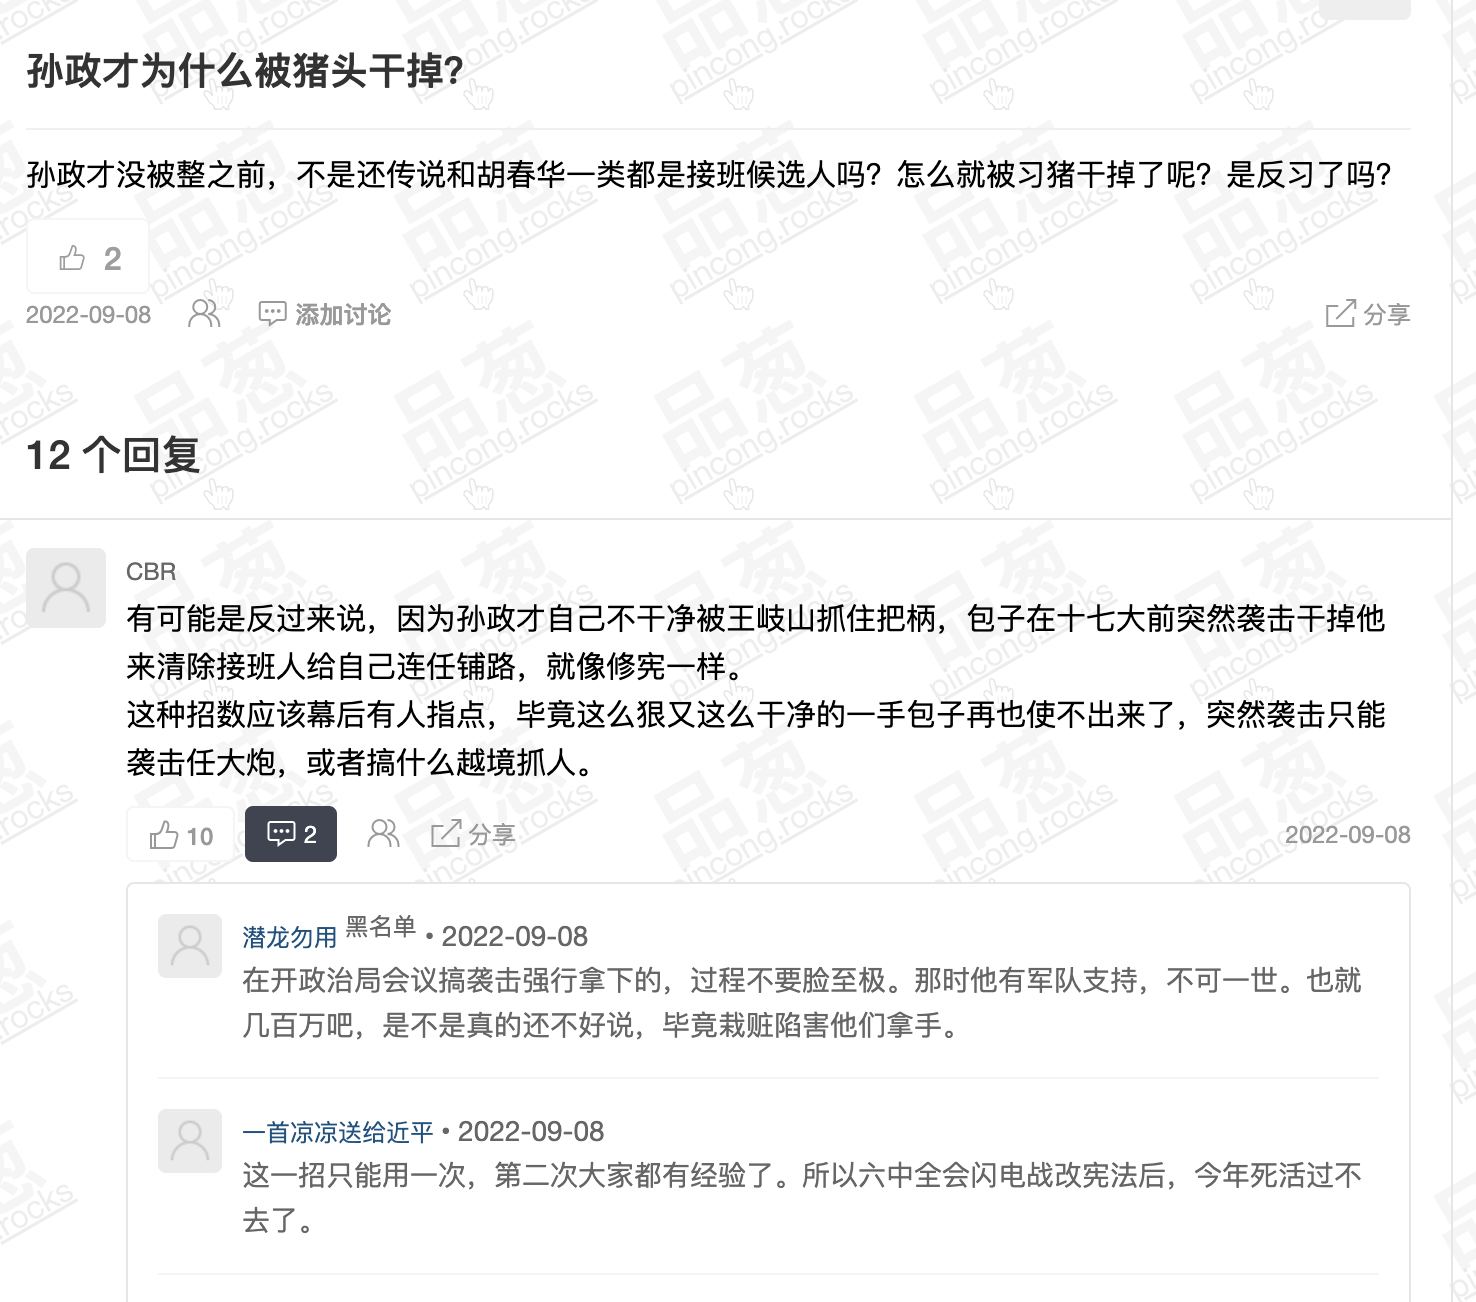 孙政才为什么被猪头干掉?
孙政才没被整之前，不是还传说和胡春华一类都是接班候选人吗？怎么就被习猪干掉了呢？是反习了吗？
2
2022-09-08 添加讨论 分享
12 个回复
CBR
有可能是反过来说，因为孙政才自己不干净被王岐山抓住把柄，包子在十七大前突然袭击干掉他
来清除接班人给自己连任铺路，就像修宪一样。
这种招数应该幕后有人指点，毕竟这么狠又这么干净的一手包子再也使不出来了，突然袭击只能
袭击任大炮，或者搞什么越境抓人。
10 2 分享 2022-09-08
潜龙勿用 黑名单 • 2022-09-08
在开政治局会议搞袭击强行拿下的，过程不要脸至极。那时他有军队支持，不可一世。也就
几百万吧，是不是真的还不好说，毕竟栽赃陷害他们拿手。
一首凉凉送给近平 • 2022-09-08
这一招只能用一次，第二次大家都有经验了。所以六中全会闪电战改宪法后，今年死活过不
去了。
品葱
pincong.rocks